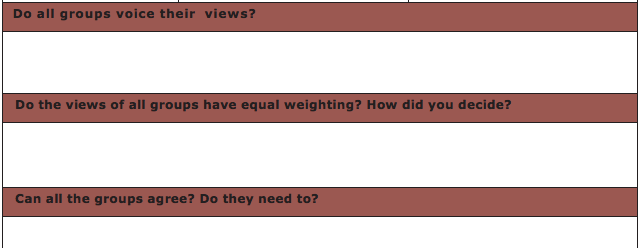 Do all groups voice their  views?
Do the views of all groups have equal weighting? How did you decide?
Can all the groups agree? Do they need to?